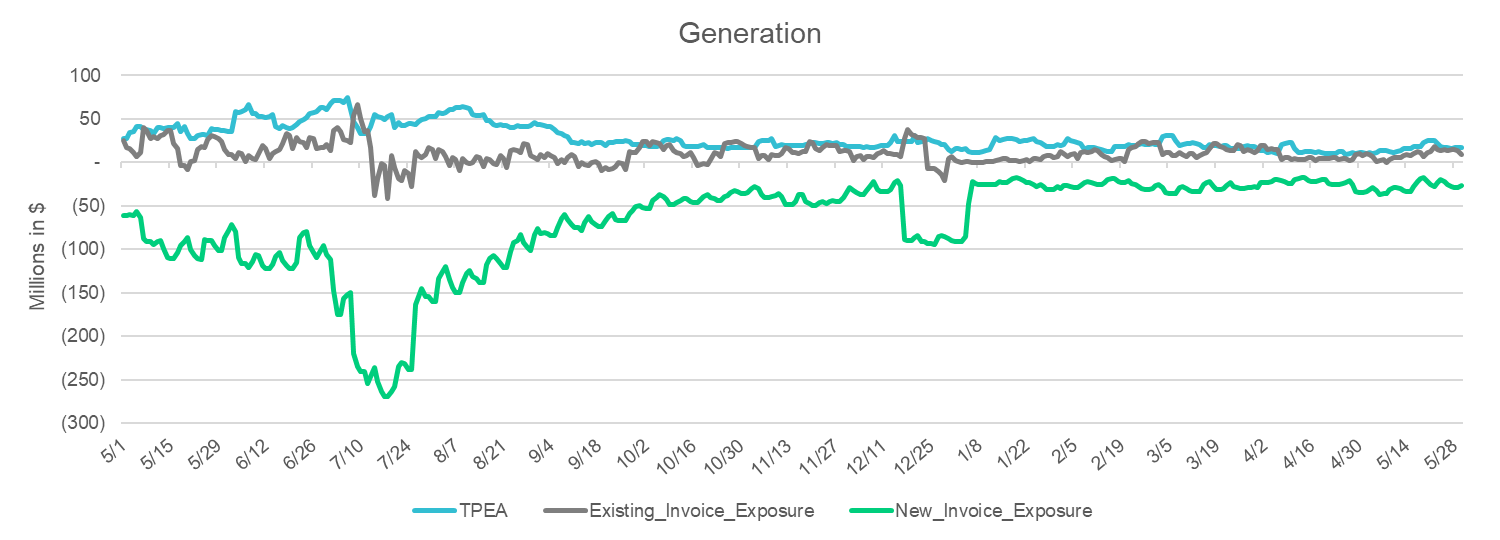 Generation
Millions in $
100
50
-
(50)
(100)
(150)
(200)
(250)
(300)
5/1 5/15 5/29 6/12 6/26 7/10 7/24 8/7 8/21 9/4 9/18 10/2 10/16 10/30 11/13 11/27 12/11 12/25 1/8 1/22 2/5 2/19 3/5 3/19 4/2 4/16 4/30 5/14 5/28
TPEA Existing_Invoice_Exposure New_Invoice_Exposure